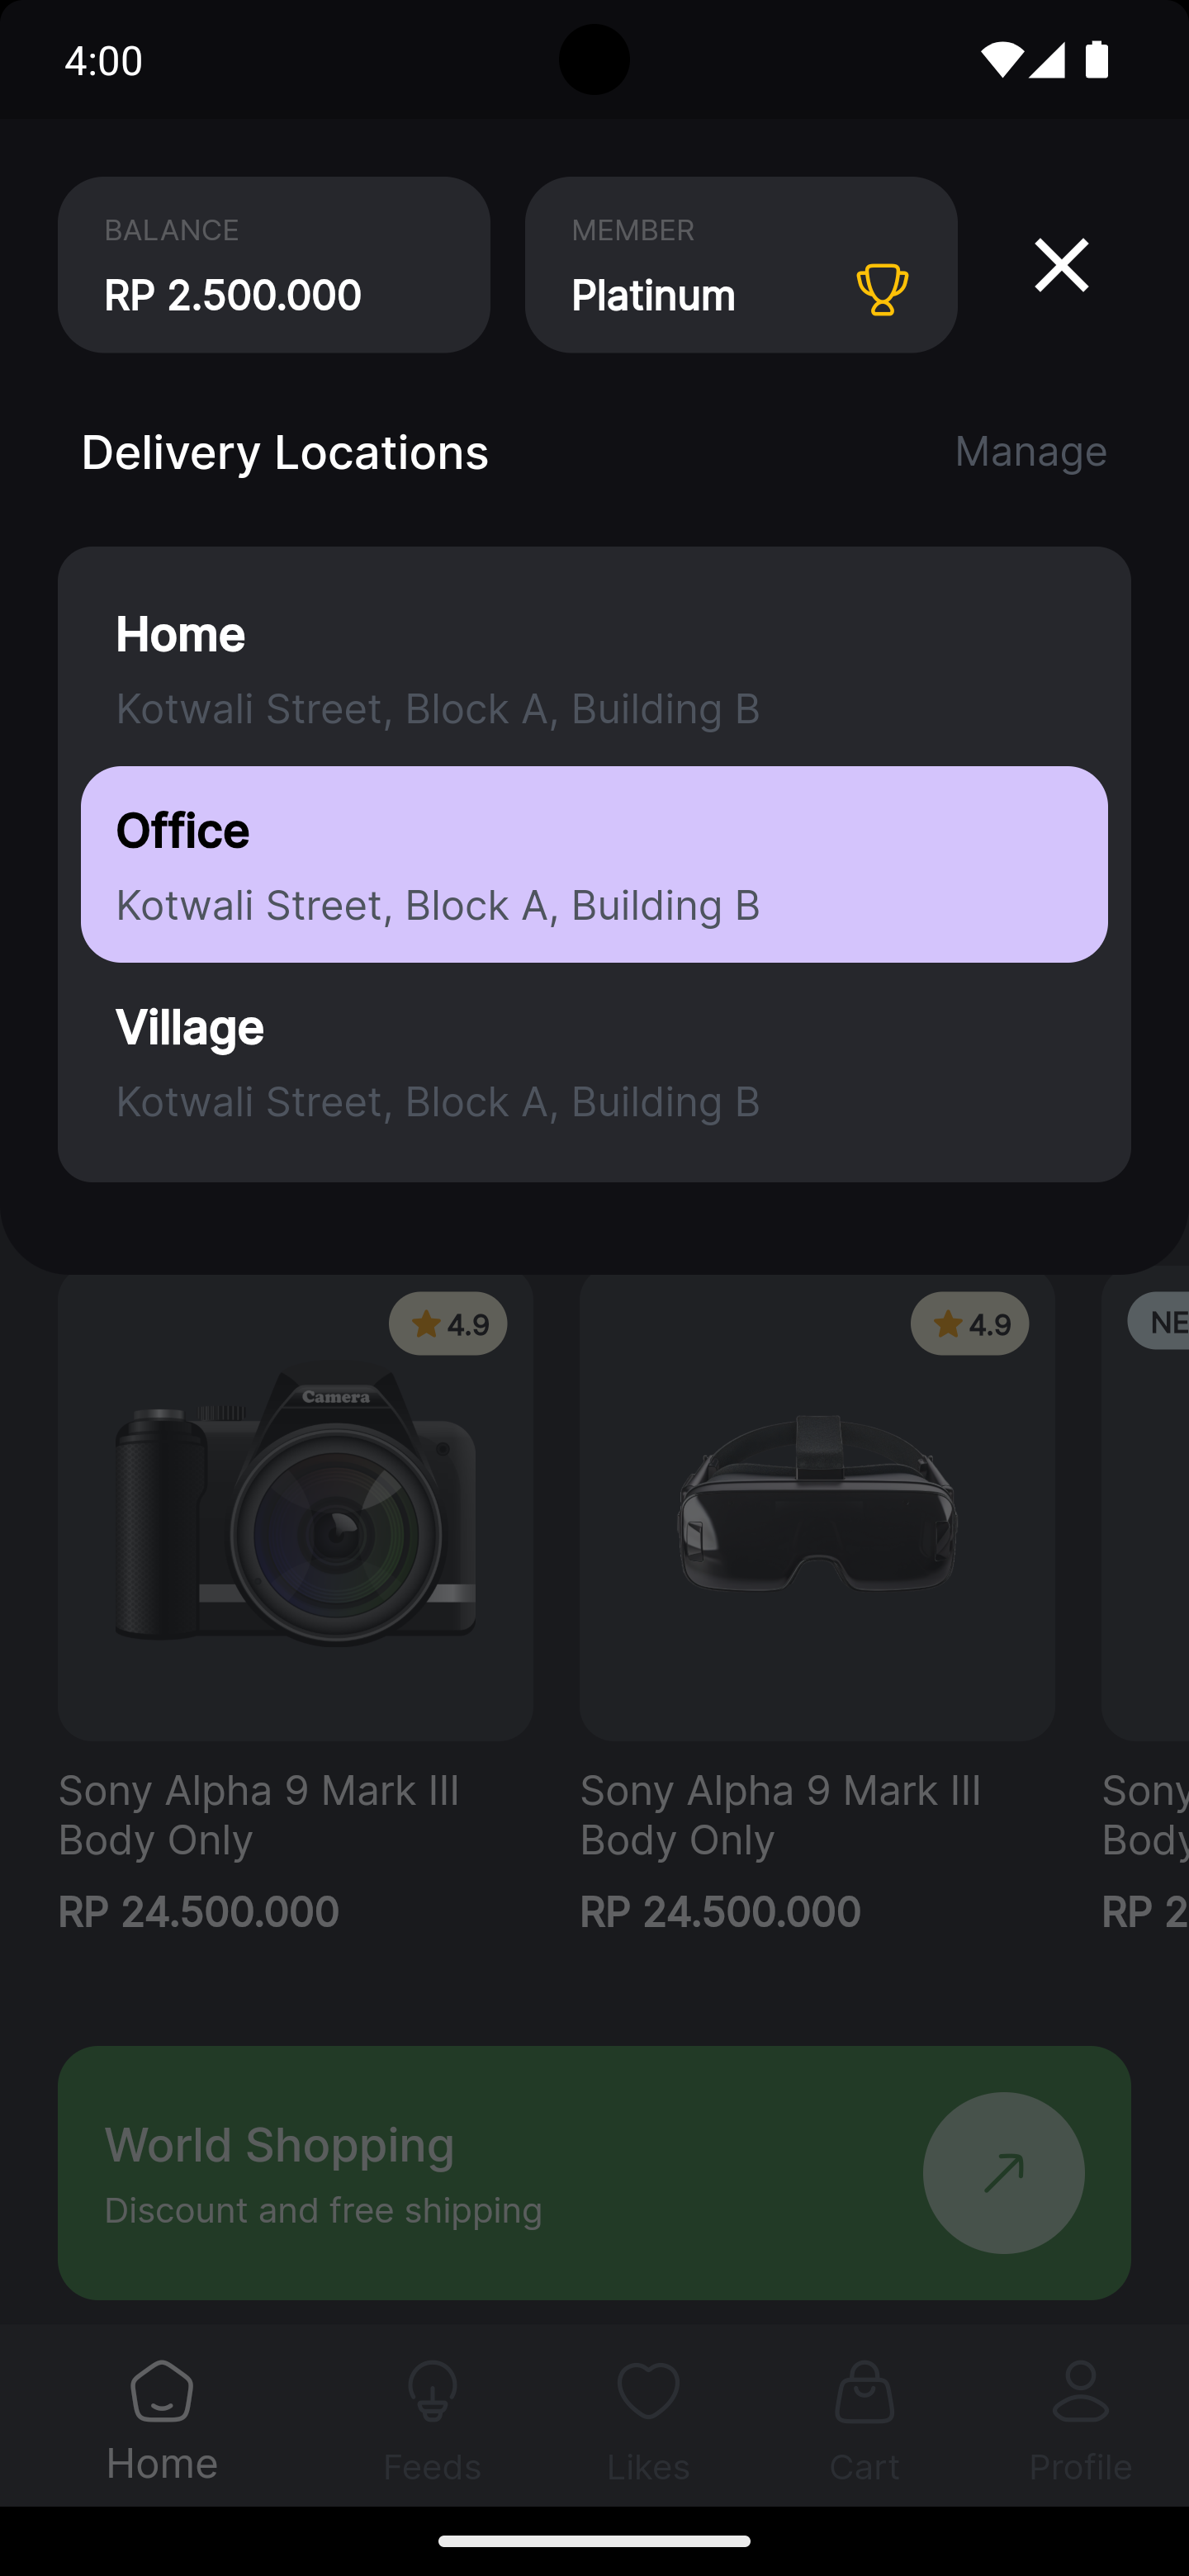 4:00
BALANCE
RP 2.500.000
MEMBER
Platinum
Delivery Locations
Manage
Home
Kotwali Street, Block A, Building B
Office
Kotwali Street, Block A, Building B
Village
Kotwali Street, Block A, Building B
4.9
4.9
NE
Camera
Sony Alpha 9 Mark III
Body Only
RP 24.500.000
Sony Alpha 9 Mark III
Body Only
RP 24.500.000
Sony
Body
RP 2
World Shopping
Discount and free shipping
Home
Feeds
Likes
Cart
Profile